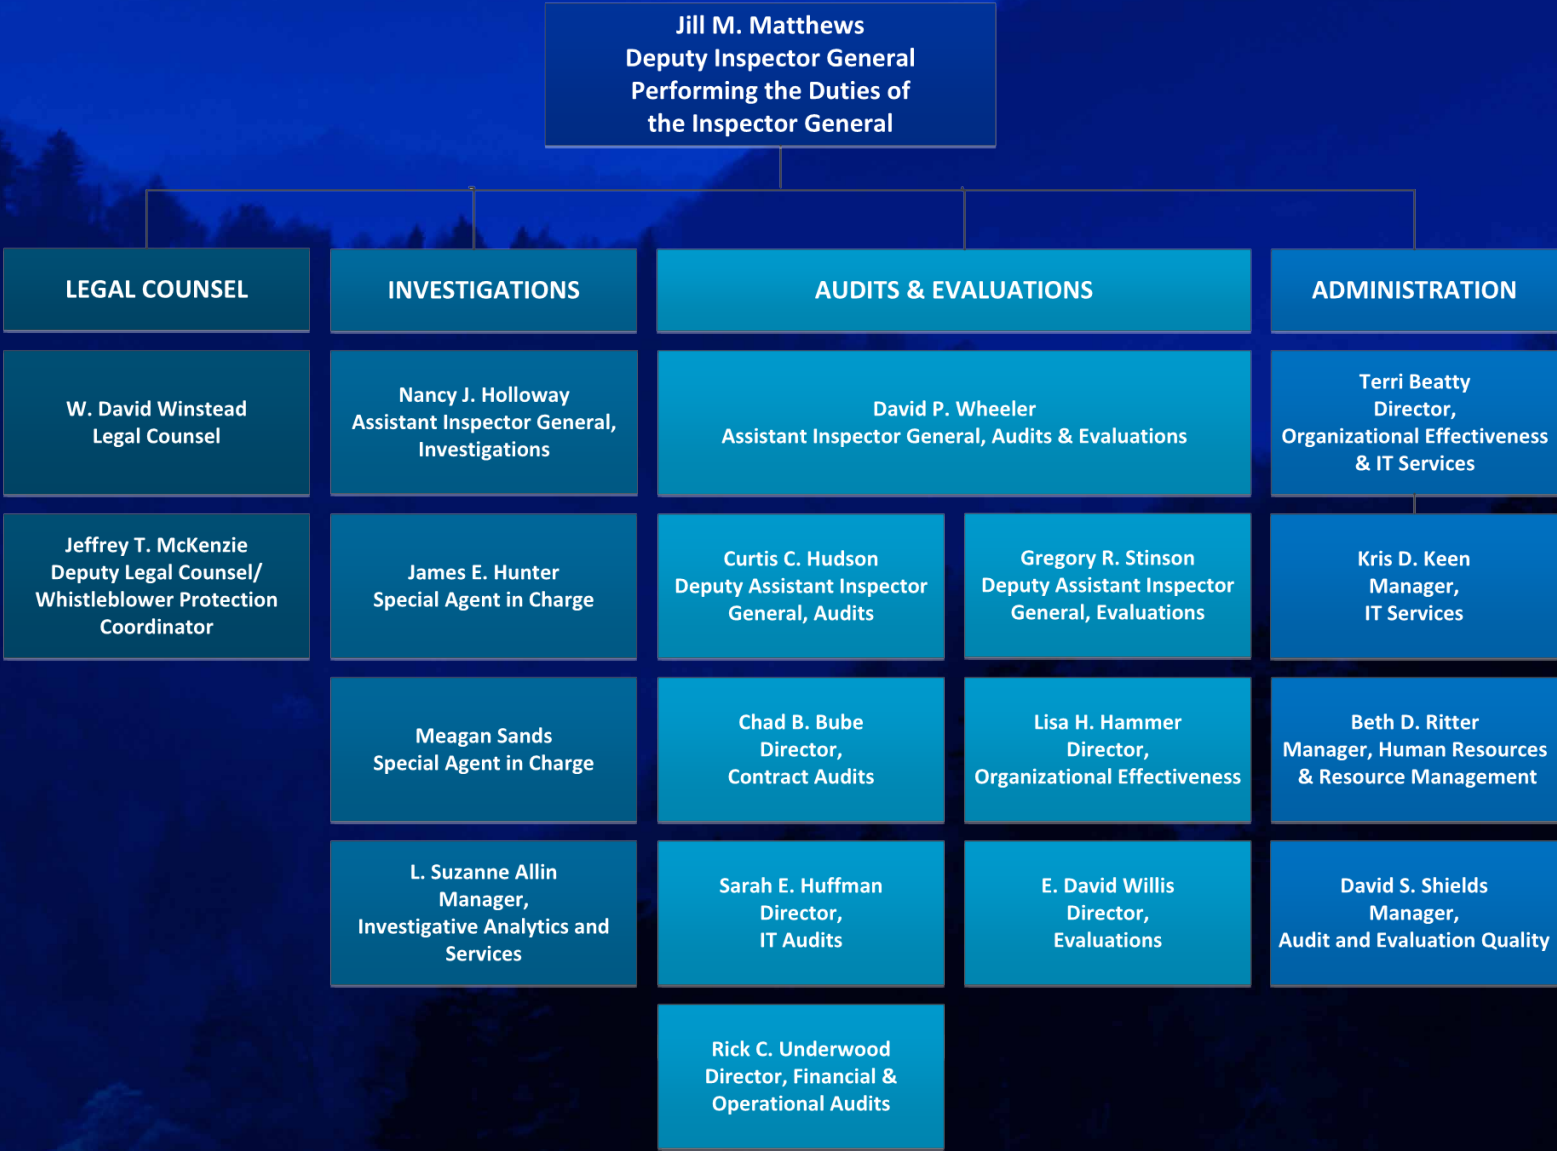 Jill M. Matthews
Deputy Inspector General
Performing the Duties of
the Inspector General
LEGAL COUNSEL
W. David Winstead
Legal Counsel
Jeffrey T. McKenzie
Deputy Legal Counsel/
Whistleblower Protection
Coordinator
INVESTIGATIONS
Nancy J. Holloway
Assistant Inspector General,
Investigations
James E. Hunter
Special Agent in Charge
Meagan Sands
Special Agent in Charge
L. Suzanne Allin
Manager,
Investigative Analytics and
Services
AUDITS & EVALUATIONS
David P. Wheeler
Assistant Inspector General, Audits & Evaluations
Curtis C. Hudson
Deputy Assistant Inspector
General, Audits
Chad B. Bube
Director,
Contract Audits
Sarah E. Huffman
Director,
IT Audits
Rick C. Underwood
Director, Financial &
Operational Audits
Gregory R. Stinson
Deputy Assistant Inspector
General, Evaluations
Lisa H. Hammer
Director,
Organizational Effectiveness
E. David Willis
Director,
Evaluations
ADMINISTRATION
Terri Beatty
Director,
Organizational Effectiveness
& IT Services
Kris D. Keen
Manager,
IT Services
Beth D. Ritter
Manager, Human Resources
& Resource Management
David S. Shields
Manager,
Audit and Evaluation Quality